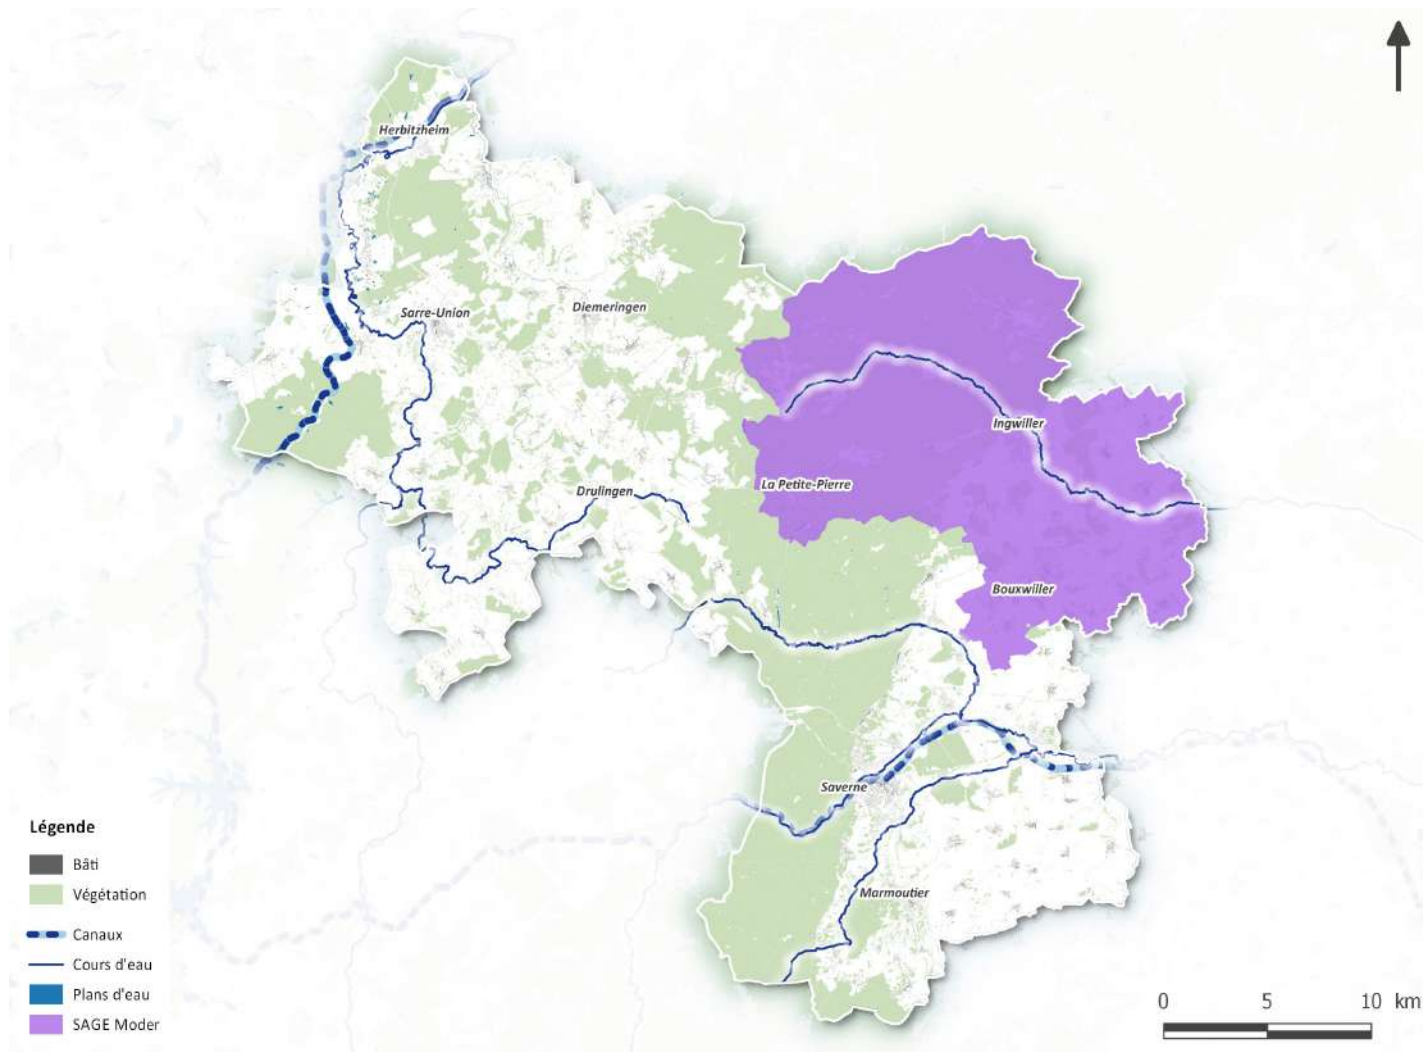 Herbitzheim
Sarre-Union
Diemeringen
Ingwiller
La Petite-Pierre
Drulingen
Bouxwiller
Saverne
Marmoutier
Légende
Bâti
Végétation
Canaux
Cours d'eau
Plans d'eau
SAGE Moder
0 5 10 km